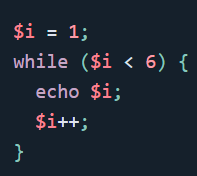 $i = 1;
while ($i < 6) {
  echo $i;
  $i++;
}